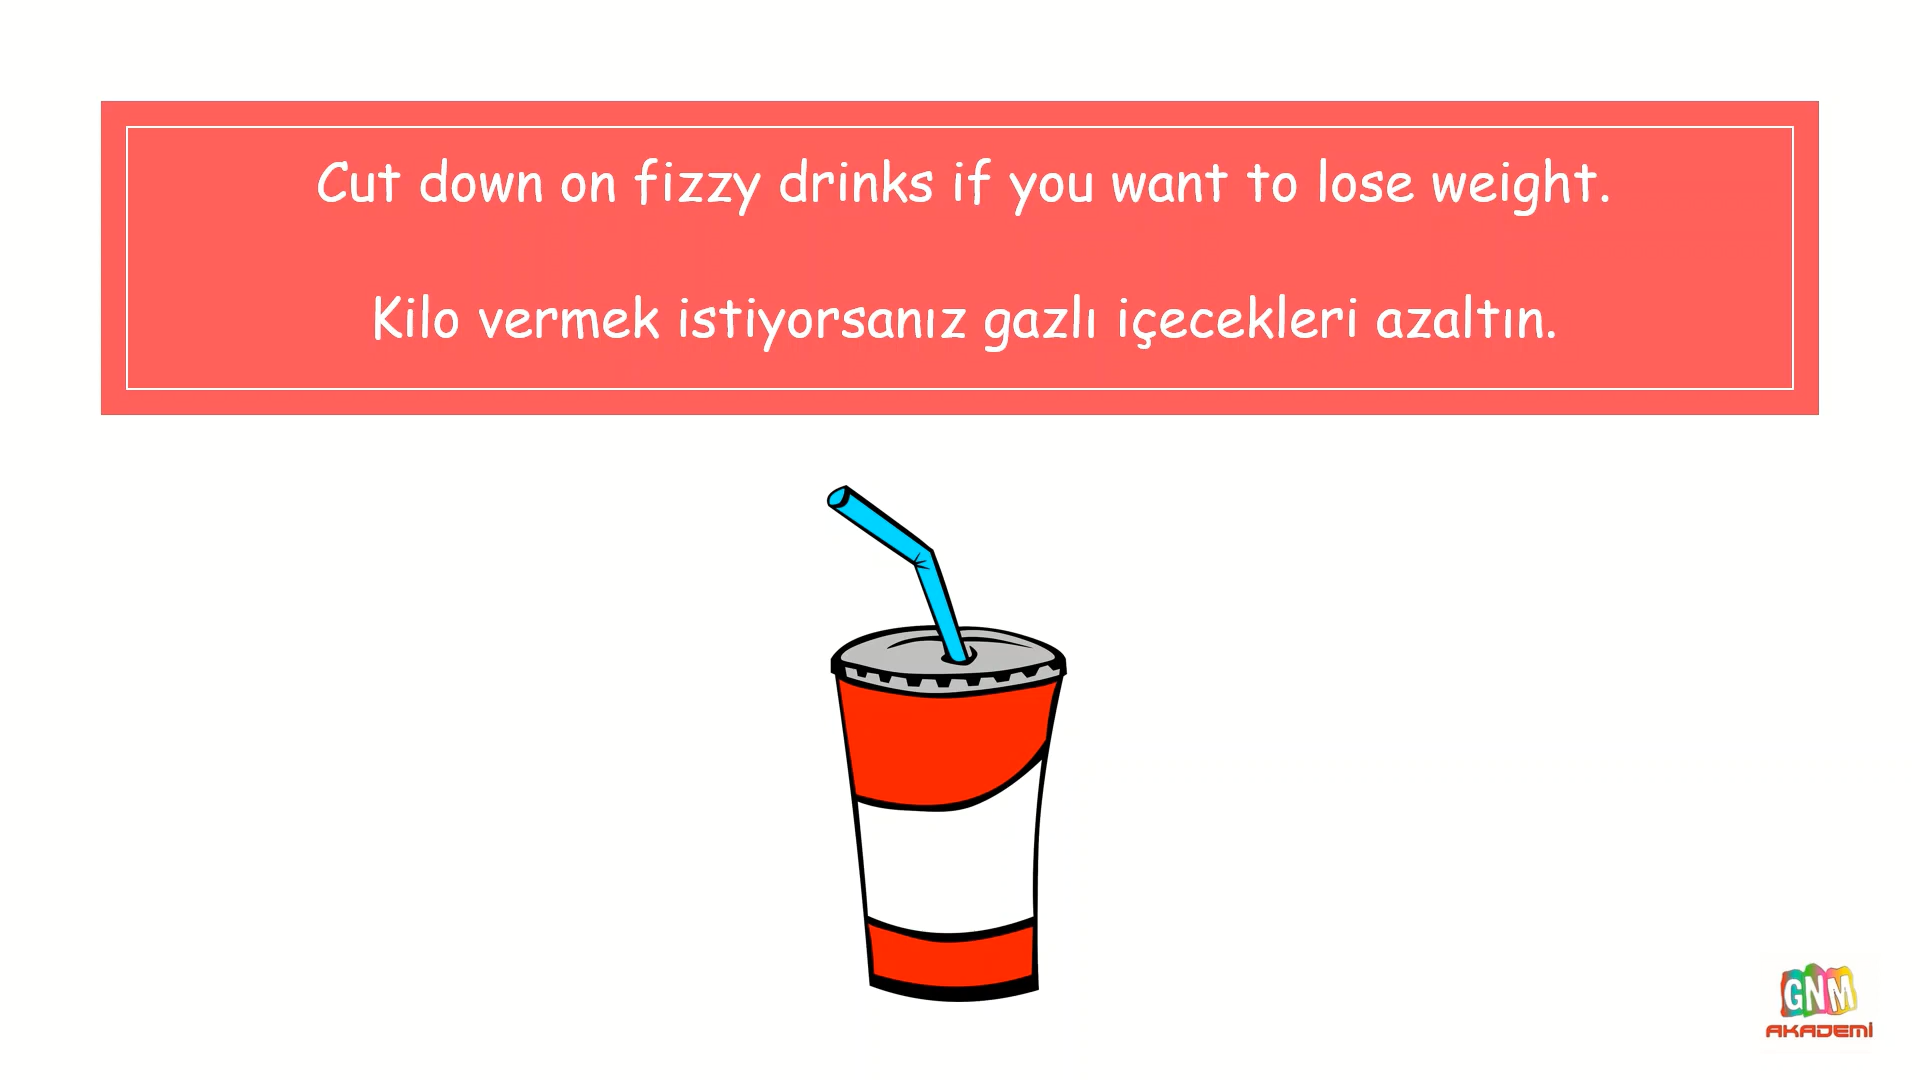 Cut down on fizzy drinks if you want to lose weight.
Kilo vermek istiyorsanız gazlı içecekleri azaltın.
GNM
AKADEMİ